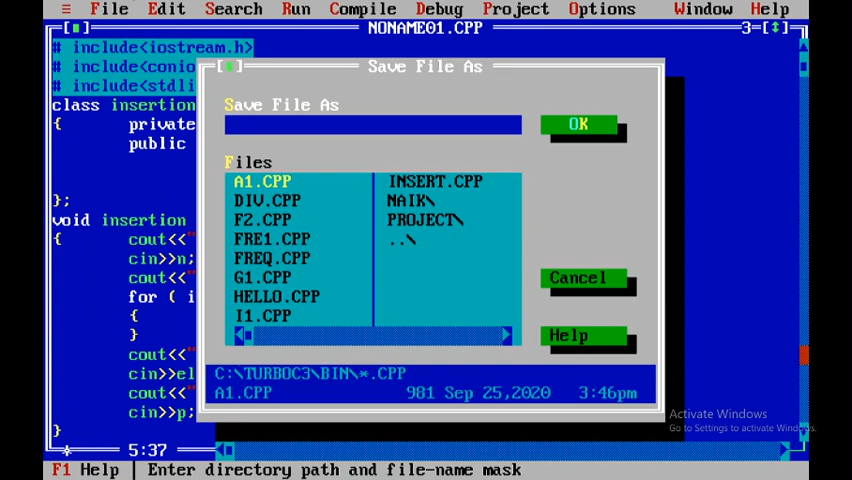 ≡ File Edit Search Run Compile Debug Project Options Window Help
[■] NONAME01.CPP 3=[↕]
# include<iostream.h>
# include<conio
# include<stdli
class insertion
{ private
public
};
void insertion
{ cout<<"
cin>>n;
cout<<"
for ( i
{
}
cout<<"
cin>>el
cout<<"
cin>>p;
}
5:37
[■] Save File As
Save File As
OK
Files
A1.CPP INSERT.CPP
DIV.CPP NAIK\
F2.CPP PROJECT\
FRE1.CPP ..\
FREQ.CPP
G1.CPP
HELLO.CPP
I1.CPP
Cancel
Help
C:\TURBOC3\BIN\*.CPP
A1.CPP 981 Sep 25,2020 3:46pm
Activate Windows
Go to Settings to activate Windows.
F1 Help | Enter directory path and file-name mask